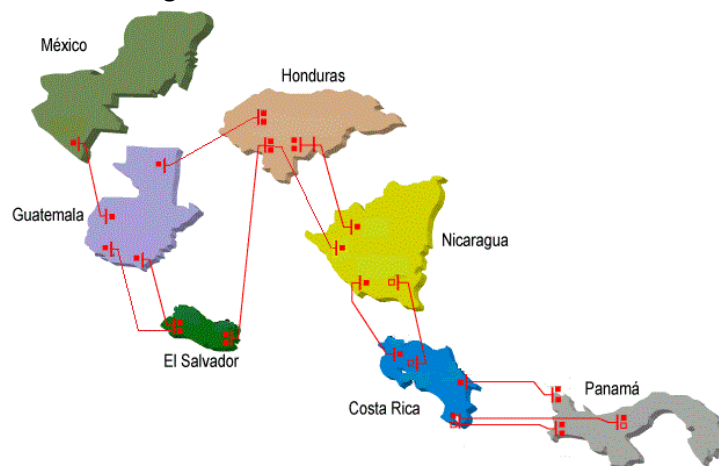 México
Honduras
Guatemala
Nicaragua
El Salvador
Costa Rica
Panamá